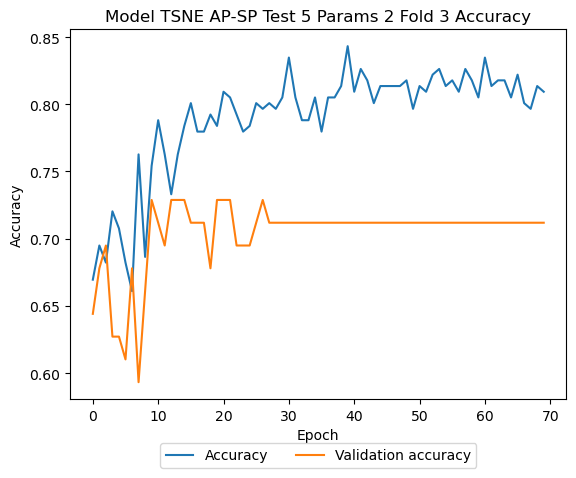 Model TSNE AP-SP Test 5 Params 2 Fold 3 Accuracy
0.85
0.80
0.75
0.70
0.65
0.60
Accuracy
0 10 20 30 40 50 60 70
Epoch
Accuracy Validation accuracy